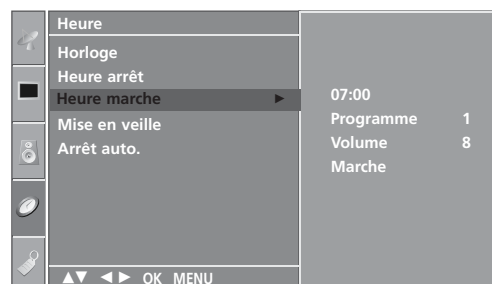 Heure
Horloge
Heure arrêt
Heure marche ►
Mise en veille
Arrêt auto.
07:00
Programme 1
Volume 8
Marche
▲▼ ◄► OK MENU